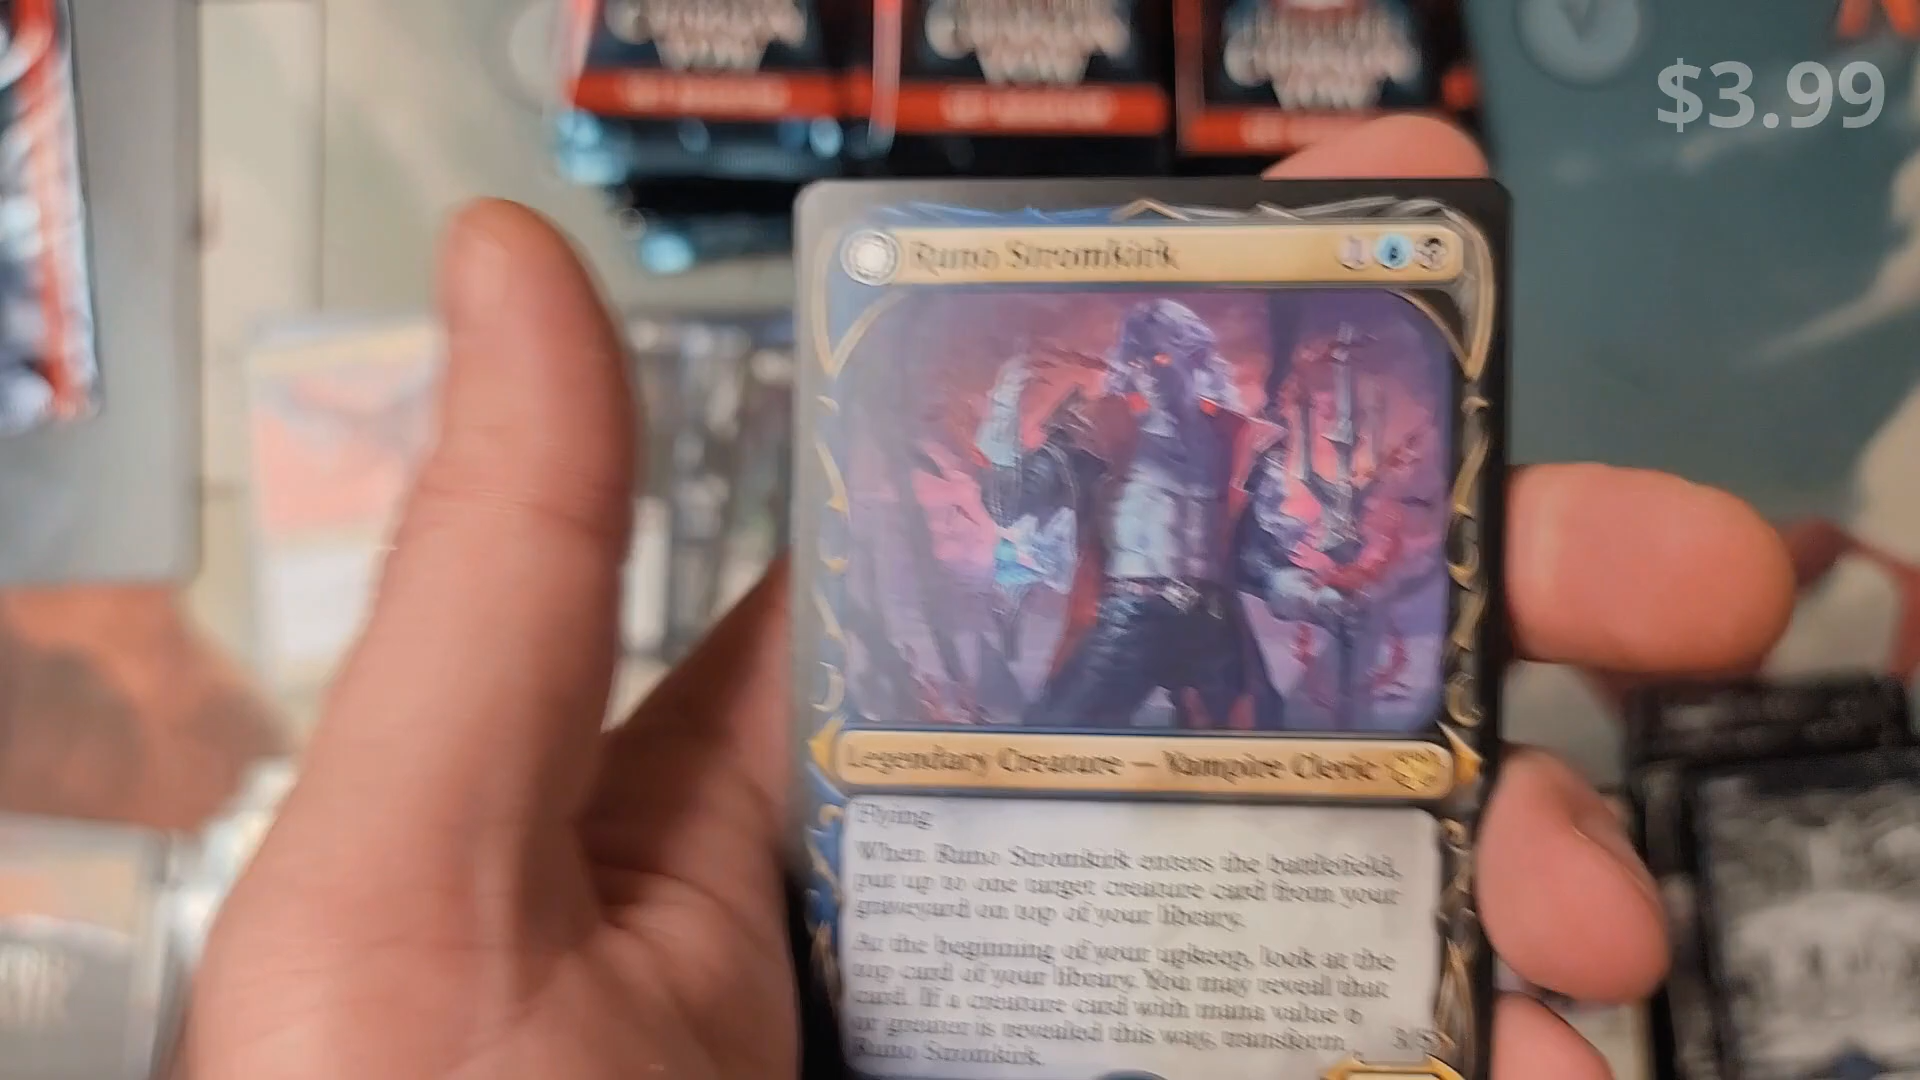 $3.99
Runo Stromkirk 1
Legendary Creature — Vampire Cleric
Flying
When Runo Stromkirk enters the battlefield,
put up to one target creature card from your
graveyard on top of your library.
At the beginning of your upkeep, look at the
top card of your library. You may reveal that
card. If a creature card with mana value 6
or greater is revealed this way, transform
Runo Stromkirk.